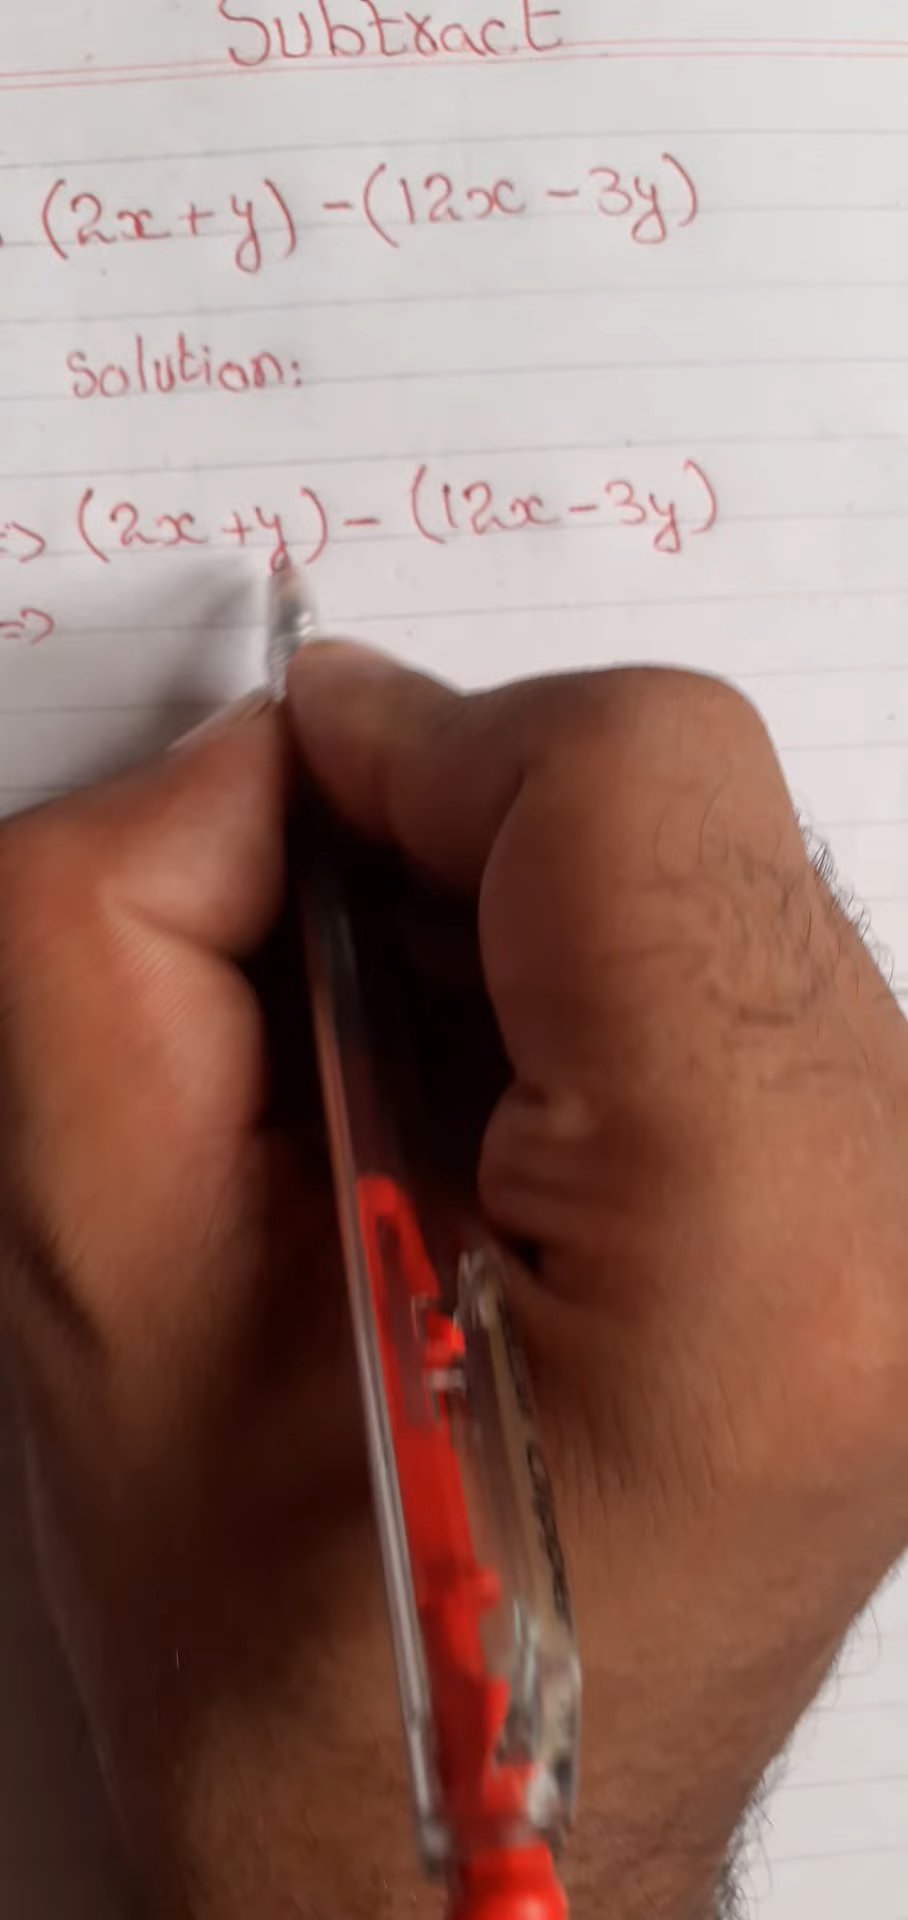 Subtract
(2x+y)-(12x-3y)
Solution:
=> (2x+y)-(12x-3y)
=>